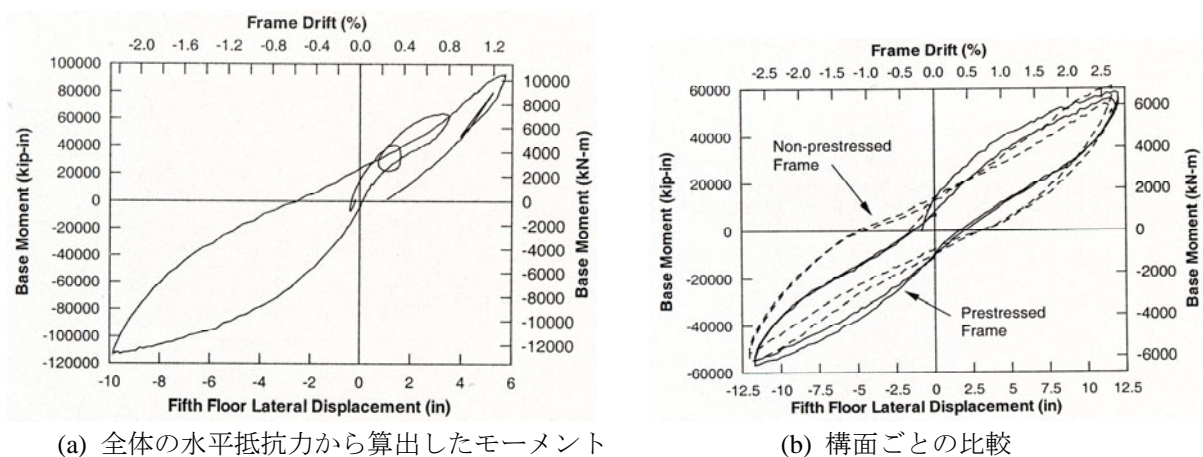 Frame Drift (%)
-2.0 -1.6 -1.2 -0.8 -0.4 0.0 0.4 0.8 1.2
100000
80000
60000
40000
20000
0
-20000
-40000
-60000
-80000
-100000
-120000
Base Moment (kip-in)
10000
8000
6000
4000
2000
0
-2000
-4000
-6000
-8000
-10000
-12000
Base Moment (kN-m)
-10 -8 -6 -4 -2 0 2 4 6
Fifth Floor Lateral Displacement (in)
(a) 全体の水平抵抗力から算出したモーメント
Frame Drift (%)
-2.5 -2.0 -1.5 -1.0 -0.5 0.0 0.5 1.0 1.5 2.0 2.5
60000
40000
20000
0
-20000
-40000
-60000
Base Moment (kip-in)
Non-prestressed
Frame
Prestressed
Frame
6000
4000
2000
0
-2000
-4000
-6000
Base Moment (kN-m)
-12.5 -10 -7.5 -5 -2.5 0 2.5 5 7.5 10 12.5
Fifth Floor Lateral Displacement (in)
(b) 構面ごとの比較